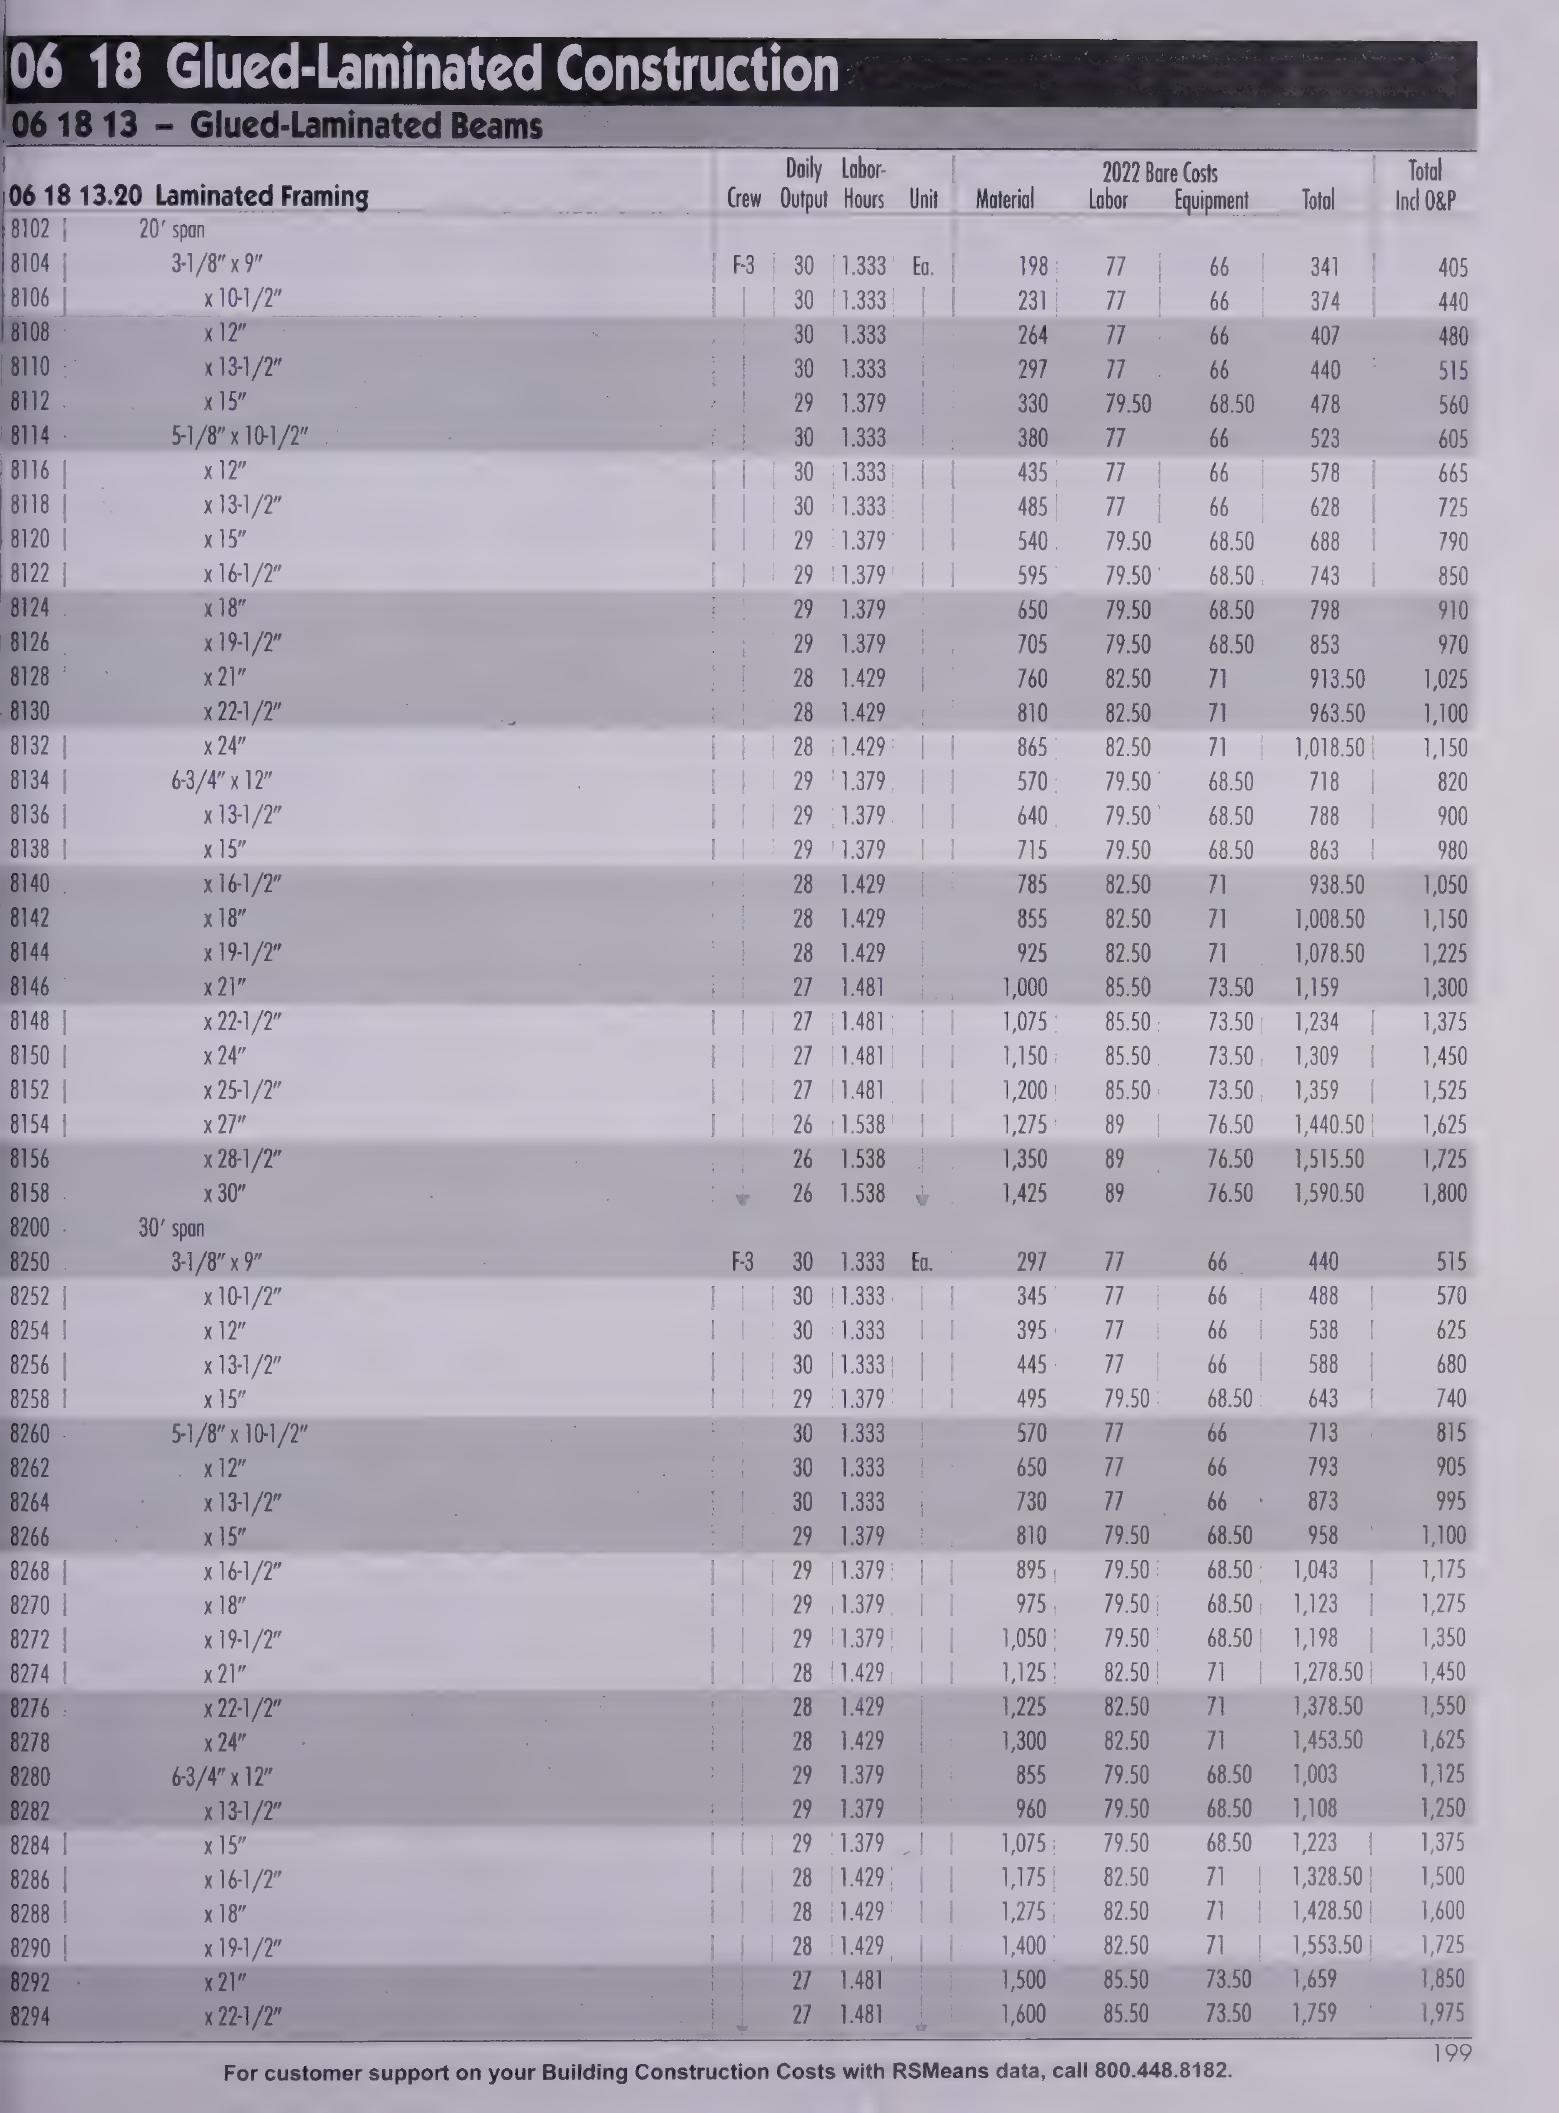 06 18 Glued-Laminated Construction
06 18 13 – Glued-Laminated Beams
06 18 13.20 Laminated Framing Crew Daily Output Labor-Hours Unit Material 2022 Bare Costs Labor Equipment Total Total Incl O&P
8102 20' span
8104 3-1/8" x 9" F-3 30 1.333 Ea. 198 77 66 341 405
8106 x 10-1/2" 30 1.333 231 77 66 374 440
8108 x 12" 30 1.333 264 77 66 407 480
8110 x 13-1/2" 30 1.333 297 77 66 440 515
8112 x 15" 29 1.379 330 79.50 68.50 478 560
8114 5-1/8" x 10-1/2" 30 1.333 380 77 66 523 605
8116 x 12" 30 1.333 435 77 66 578 665
8118 x 13-1/2" 30 1.333 485 77 66 628 725
8120 x 15" 29 1.379 540 79.50 68.50 688 790
8122 x 16-1/2" 29 1.379 595 79.50 68.50 743 850
8124 x 18" 29 1.379 650 79.50 68.50 798 910
8126 x 19-1/2" 29 1.379 705 79.50 68.50 853 970
8128 x 21" 28 1.429 760 82.50 71 913.50 1,025
8130 x 22-1/2" 28 1.429 810 82.50 71 963.50 1,100
8132 x 24" 28 1.429 865 82.50 71 1,018.50 1,150
8134 6-3/4" x 12" 29 1.379 570 79.50 68.50 718 820
8136 x 13-1/2" 29 1.379 640 79.50 68.50 788 900
8138 x 15" 29 1.379 715 79.50 68.50 863 980
8140 x 16-1/2" 28 1.429 785 82.50 71 938.50 1,050
8142 x 18" 28 1.429 855 82.50 71 1,008.50 1,150
8144 x 19-1/2" 28 1.429 925 82.50 71 1,078.50 1,225
8146 x 21" 27 1.481 1,000 85.50 73.50 1,159 1,300
8148 x 22-1/2" 27 1.481 1,075 85.50 73.50 1,234 1,375
8150 x 24" 27 1.481 1,150 85.50 73.50 1,309 1,450
8152 x 25-1/2" 27 1.481 1,200 85.50 73.50 1,359 1,525
8154 x 27" 26 1.538 1,275 89 76.50 1,440.50 1,625
8156 x 28-1/2" 26 1.538 1,350 89 76.50 1,515.50 1,725
8158 x 30" 26 1.538 1,425 89 76.50 1,590.50 1,800
8200 30' span
8250 3-1/8" x 9" F-3 30 1.333 Ea. 297 77 66 440 515
8252 x 10-1/2" 30 1.333 345 77 66 488 570
8254 x 12" 30 1.333 395 77 66 538 625
8256 x 13-1/2" 30 1.333 445 77 66 588 680
8258 x 15" 29 1.379 495 79.50 68.50 643 740
8260 5-1/8" x 10-1/2" 30 1.333 570 77 66 713 815
8262 x 12" 30 1.333 650 77 66 793 905
8264 x 13-1/2" 30 1.333 730 77 66 873 995
8266 x 15" 29 1.379 810 79.50 68.50 958 1,100
8268 x 16-1/2" 29 1.379 895 79.50 68.50 1,043 1,175
8270 x 18" 29 1.379 975 79.50 68.50 1,123 1,275
8272 x 19-1/2" 29 1.379 1,050 79.50 68.50 1,198 1,350
8274 x 21" 28 1.429 1,125 82.50 71 1,278.50 1,450
8276 x 22-1/2" 28 1.429 1,225 82.50 71 1,378.50 1,550
8278 x 24" 28 1.429 1,300 82.50 71 1,453.50 1,625
8280 6-3/4" x 12" 29 1.379 855 79.50 68.50 1,003 1,125
8282 x 13-1/2" 29 1.379 960 79.50 68.50 1,108 1,250
8284 x 15" 29 1.379 1,075 79.50 68.50 1,223 1,375
8286 x 16-1/2" 28 1.429 1,175 82.50 71 1,328.50 1,500
8288 x 18" 28 1.429 1,275 82.50 71 1,428.50 1,600
8290 x 19-1/2" 28 1.429 1,400 82.50 71 1,553.50 1,725
8292 x 21" 27 1.481 1,500 85.50 73.50 1,659 1,850
8294 x 22-1/2" 27 1.481 1,600 85.50 73.50 1,759 1,975
199
For customer support on your Building Construction Costs with RSMeans data, call 800.448.8182.